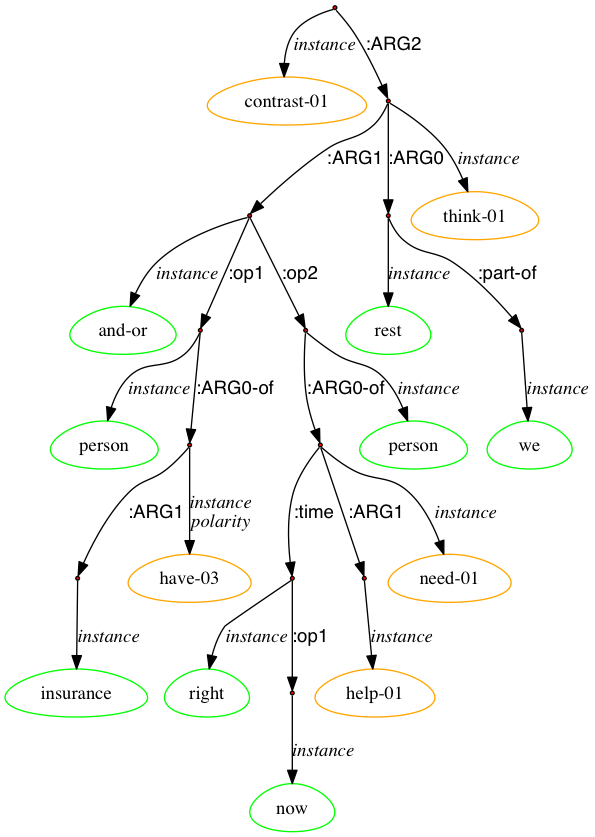 instance :ARG2
contrast-01
:ARG1 :ARG0 instance
think-01
instance :op1 :op2 instance :part-of
and-or rest
instance :ARG0-of :ARG0-of instance instance
person person we
:ARG1 instance polarity :time :ARG1 instance
have-03 need-01
instance instance :op1 instance
insurance right help-01
instance
now